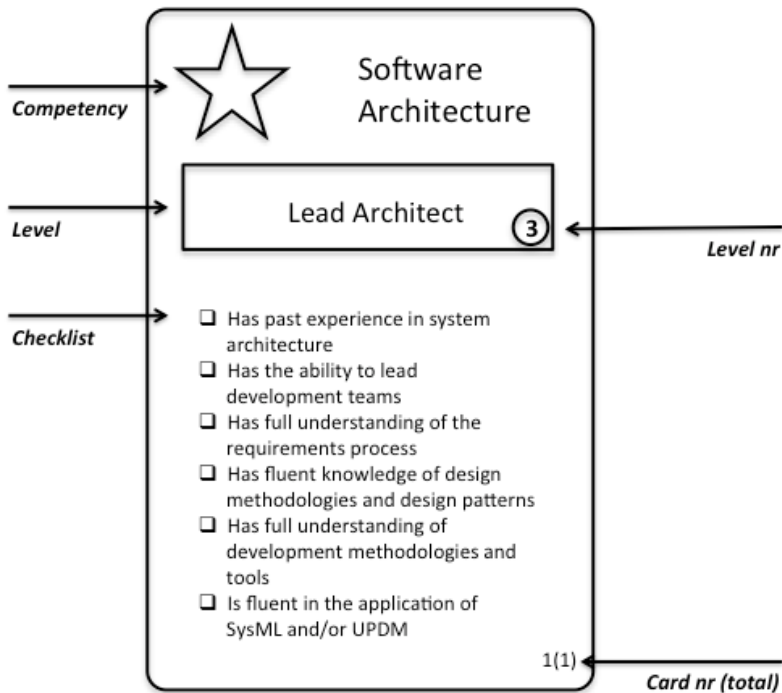 Software
Architecture
Competency
Lead Architect
3
Level
Level nr
Checklist
❑ Has past experience in system
architecture
❑ Has the ability to lead
development teams
❑ Has full understanding of the
requirements process
❑ Has fluent knowledge of design
methodologies and design patterns
❑ Has full understanding of
development methodologies and
tools
❑ Is fluent in the application of
SysML and/or UPDM
1(1)
Card nr (total)